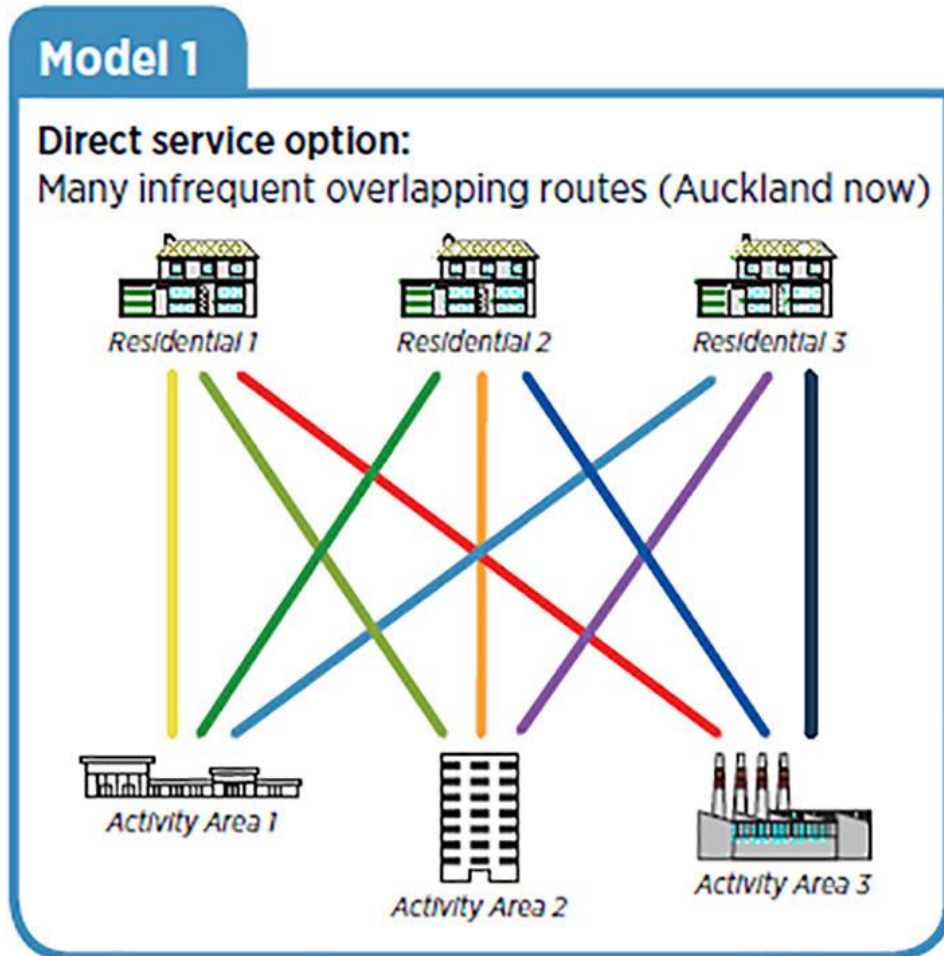 Model 1
Direct service option:
Many infrequent overlapping routes (Auckland now)
Residential 1
Residential 2
Residential 3
Activity Area 1
Activity Area 2
Activity Area 3